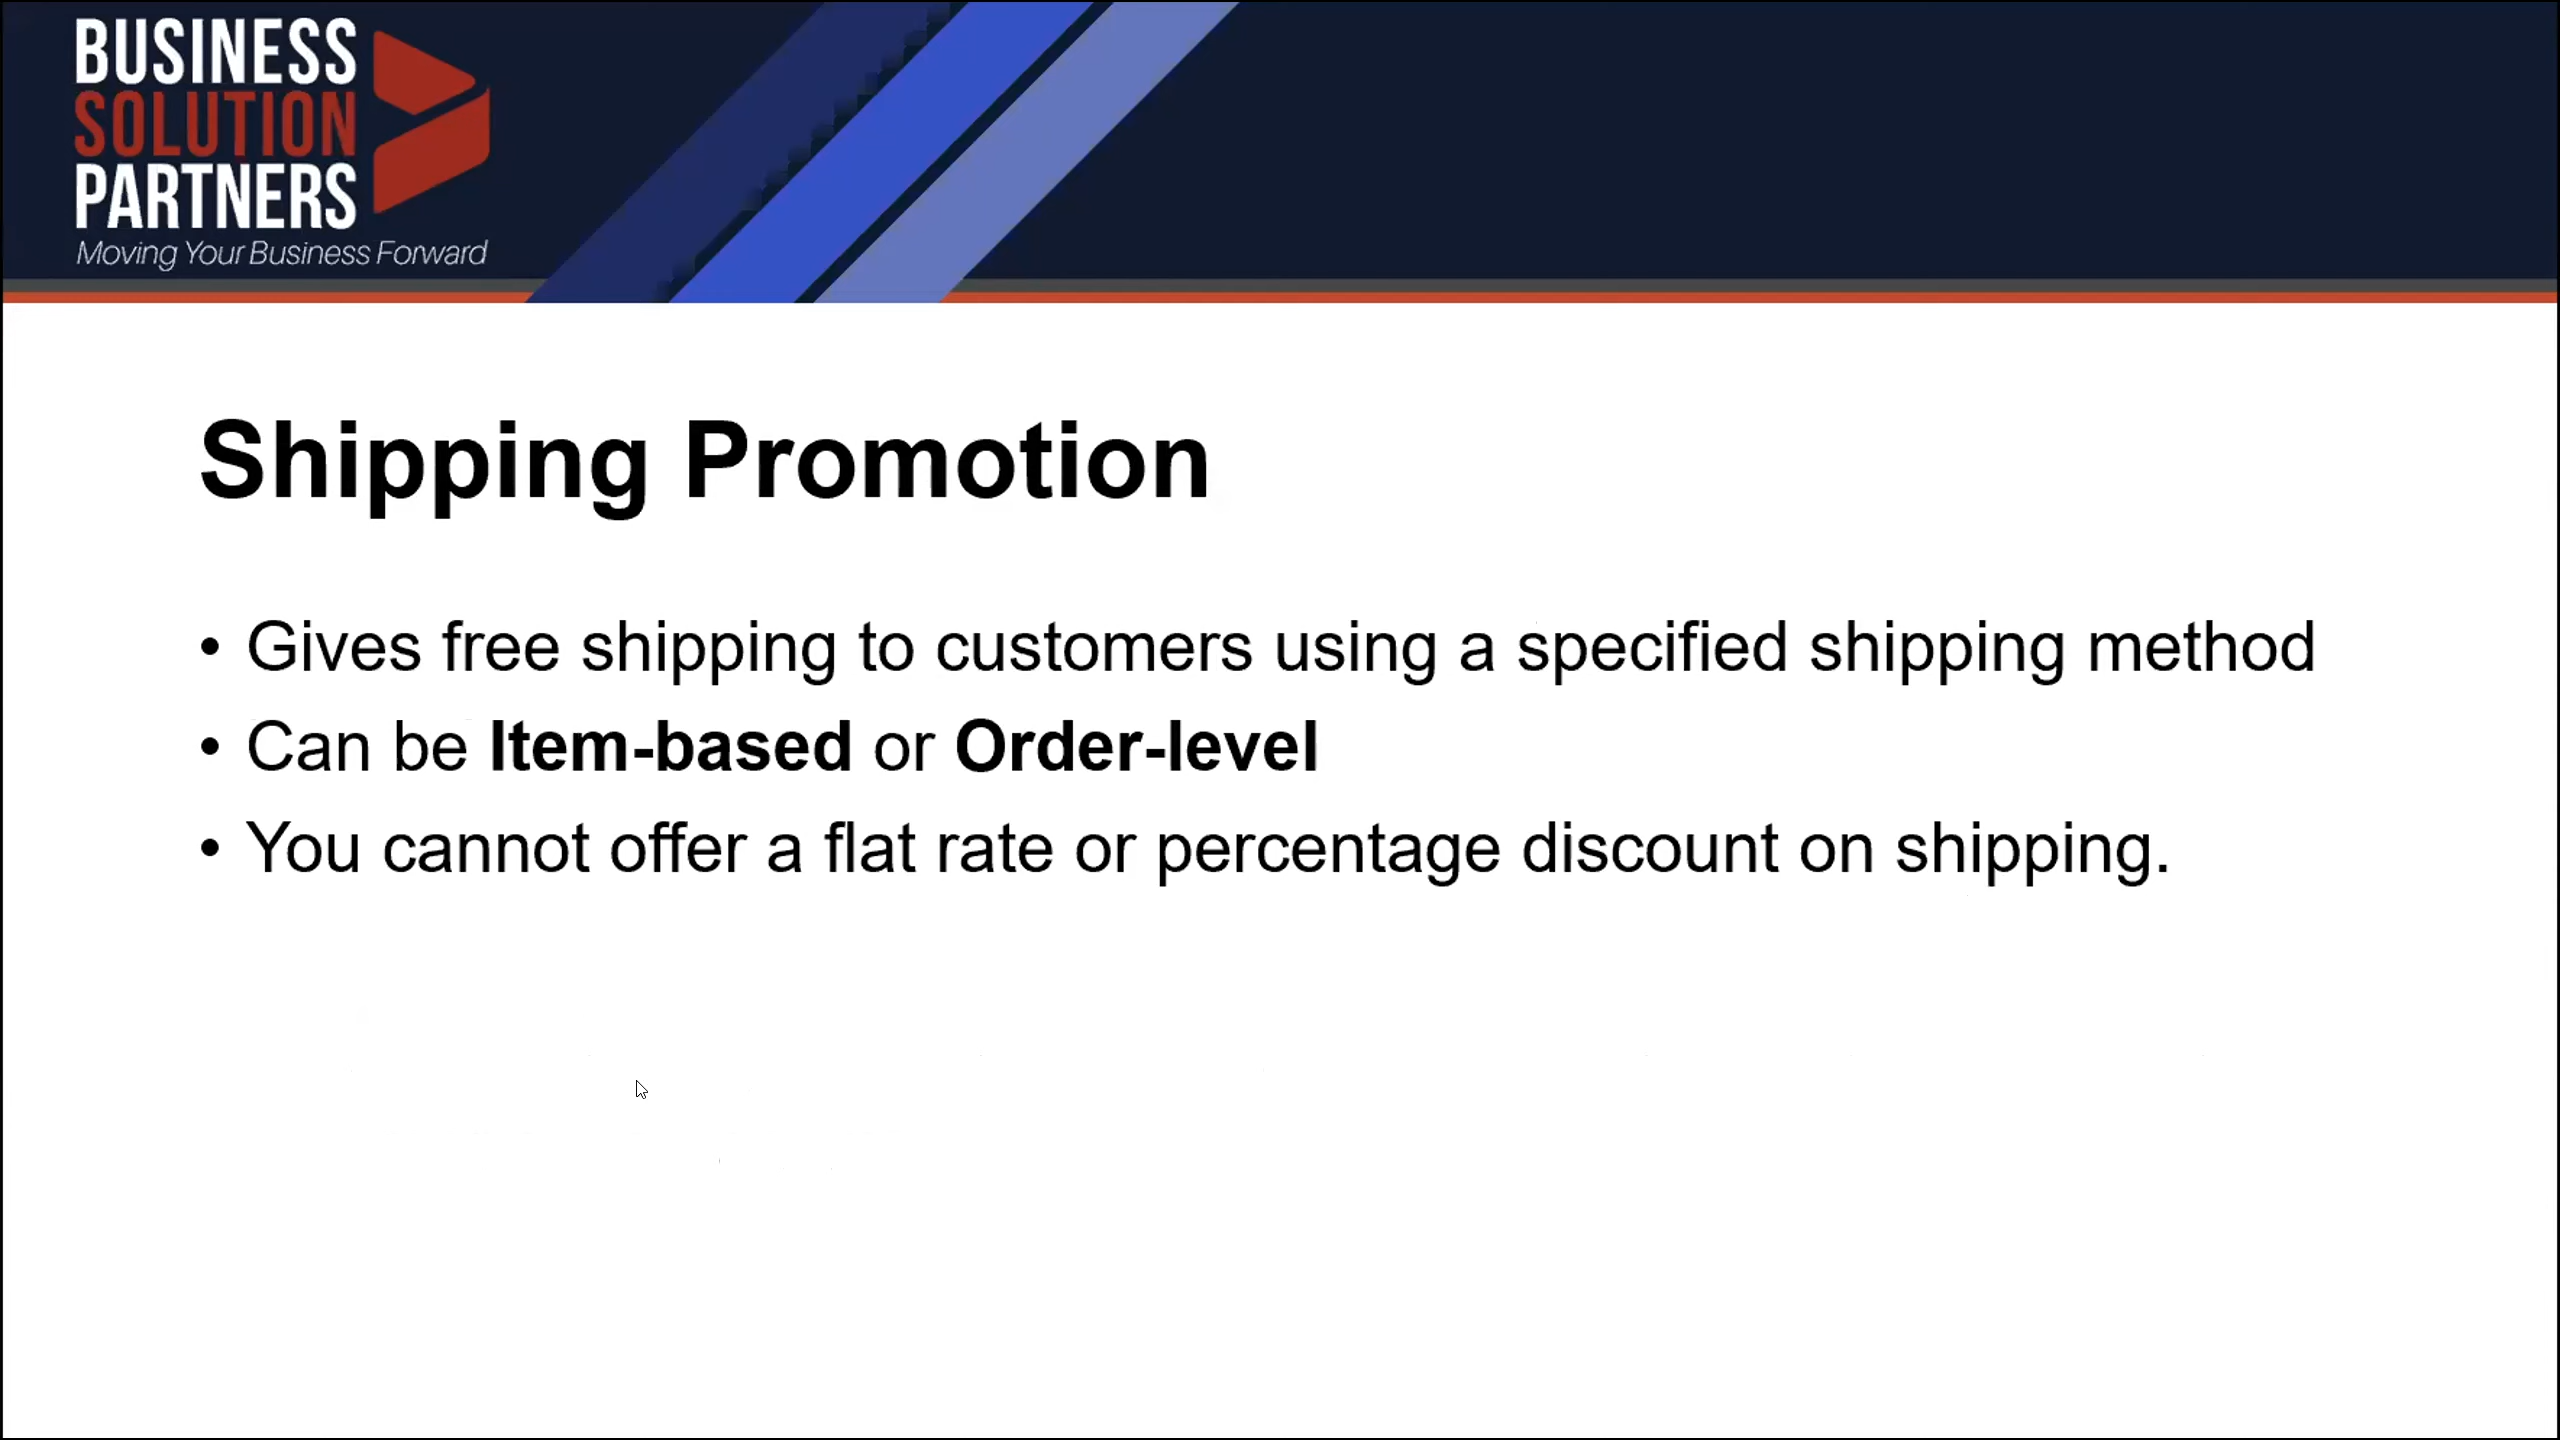 BUSINESS
SOLUTION
PARTNERS
Moving Your Business Forward
Shipping Promotion
• Gives free shipping to customers using a specified shipping method
• Can be Item-based or Order-level
• You cannot offer a flat rate or percentage discount on shipping.